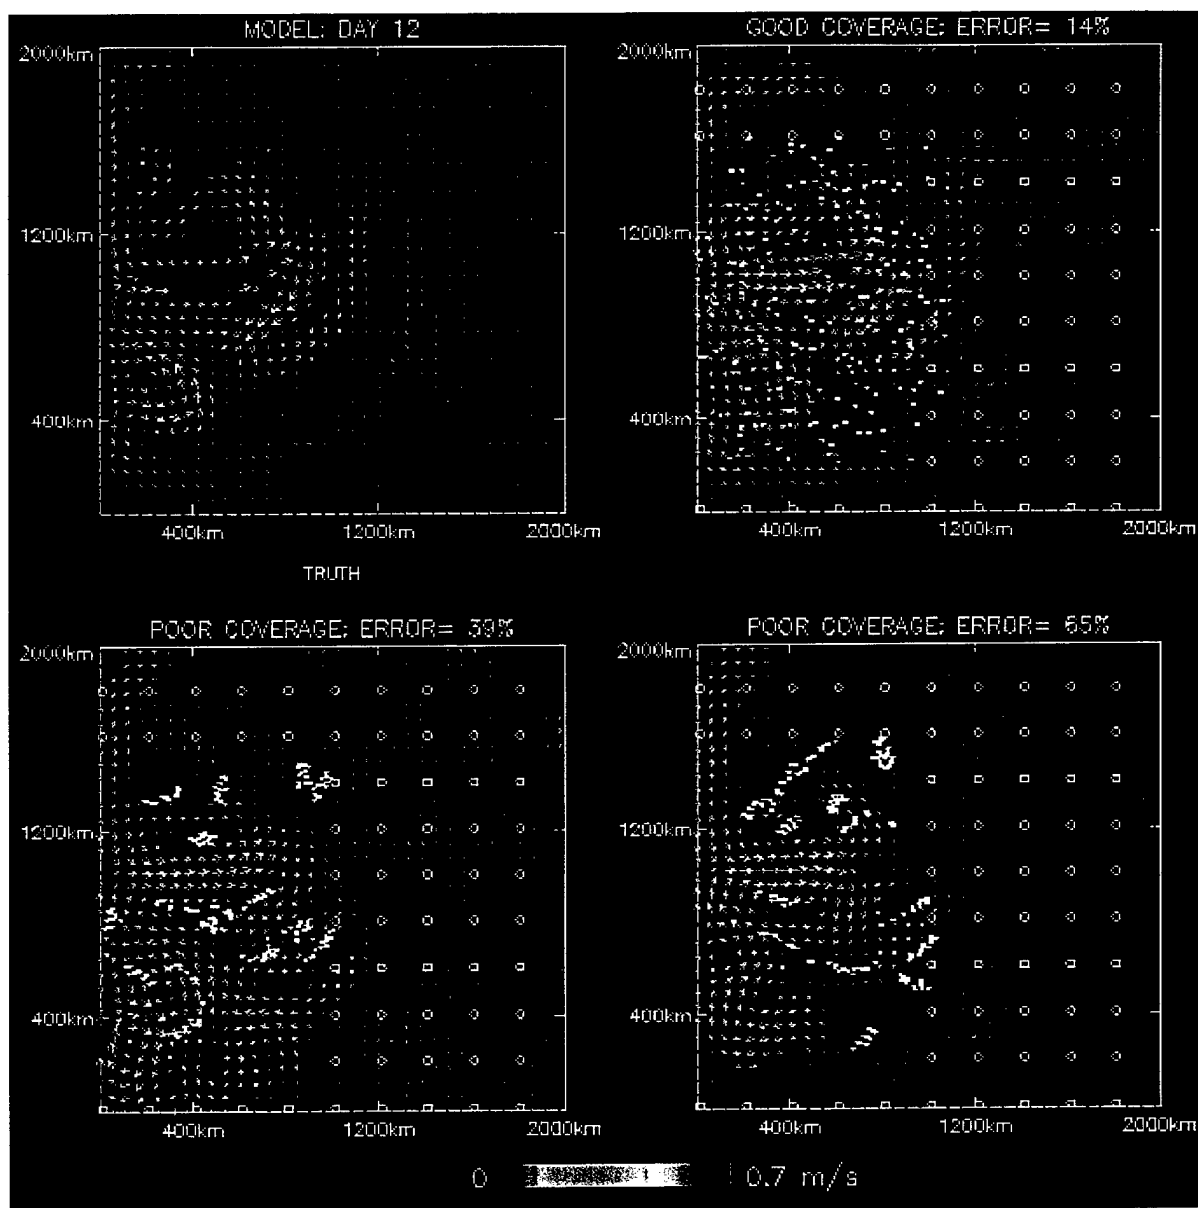 MODEL: DAY 12
2000km
1200km
400km
400km 1200km 2000km
TRUTH
GOOD COVERAGE: ERROR= 14%
2000km
1200km
400km
400km 1200km 2000km
POOR COVERAGE: ERROR= 39%
2000km
1200km
400km
400km 1200km 2000km
POOR COVERAGE: ERROR= 65%
2000km
1200km
400km
400km 1200km 2000km
0 0.7 m/s